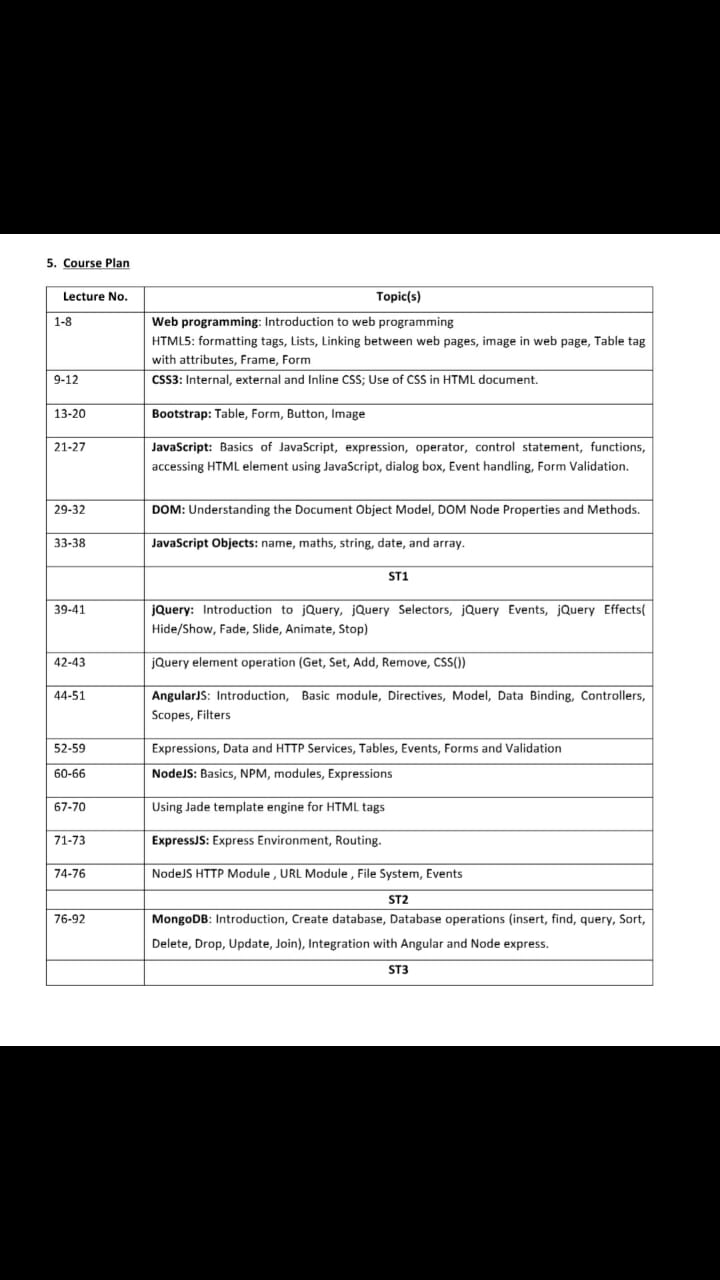 5. Course Plan
Lecture No. Topic(s)
1-8 Web programming: Introduction to web programming
HTML5: formatting tags, Lists, Linking between web pages, image in web page, Table tag
with attributes, Frame, Form
9-12 CSS3: Internal, external and Inline CSS; Use of CSS in HTML document.
13-20 Bootstrap: Table, Form, Button, Image
21-27 JavaScript: Basics of JavaScript, expression, operator, control statement, functions,
accessing HTML element using JavaScript, dialog box, Event handling, Form Validation.
29-32 DOM: Understanding the Document Object Model, DOM Node Properties and Methods.
33-38 JavaScript Objects: name, maths, string, date, and array.
ST1
39-41 jQuery: Introduction to jQuery, jQuery Selectors, jQuery Events, jQuery Effects(
Hide/Show, Fade, Slide, Animate, Stop)
42-43 jQuery element operation (Get, Set, Add, Remove, CSS())
44-51 AngularJS: Introduction, Basic module, Directives, Model, Data Binding, Controllers,
Scopes, Filters
52-59 Expressions, Data and HTTP Services, Tables, Events, Forms and Validation
60-66 NodeJS: Basics, NPM, modules, Expressions
67-70 Using Jade template engine for HTML tags
71-73 ExpressJS: Express Environment, Routing.
74-76 NodeJS HTTP Module , URL Module , File System, Events
ST2
76-92 MongoDB: Introduction, Create database, Database operations (insert, find, query, Sort,
Delete, Drop, Update, Join), Integration with Angular and Node express.
ST3